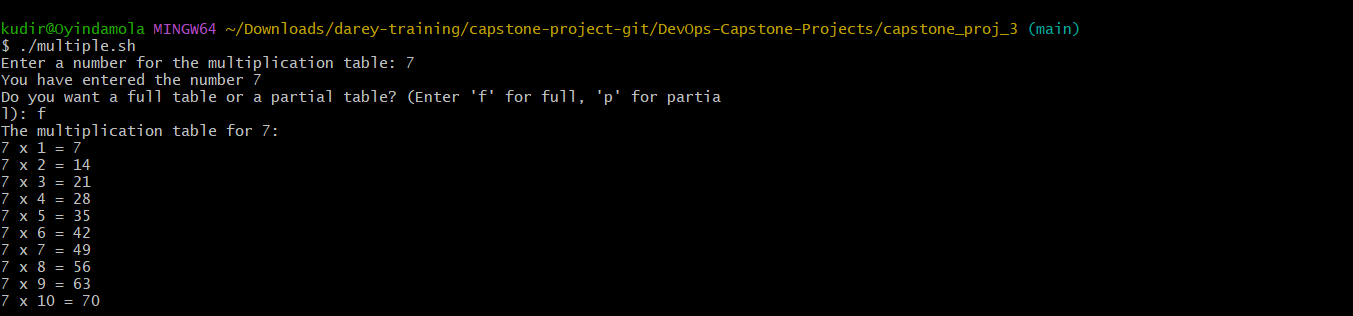 kudir@Oyindamola MINGW64 ~/Downloads/darey-training/capstone-project-git/DevOps-Capstone-Projects/capstone_proj_3 (main)
$ ./multiple.sh
Enter a number for the multiplication table: 7
You have entered the number 7
Do you want a full table or a partial table? (Enter 'f' for full, 'p' for partia
l): f
The multiplication table for 7:
7 x 1 = 7
7 x 2 = 14
7 x 3 = 21
7 x 4 = 28
7 x 5 = 35
7 x 6 = 42
7 x 7 = 49
7 x 8 = 56
7 x 9 = 63
7 x 10 = 70